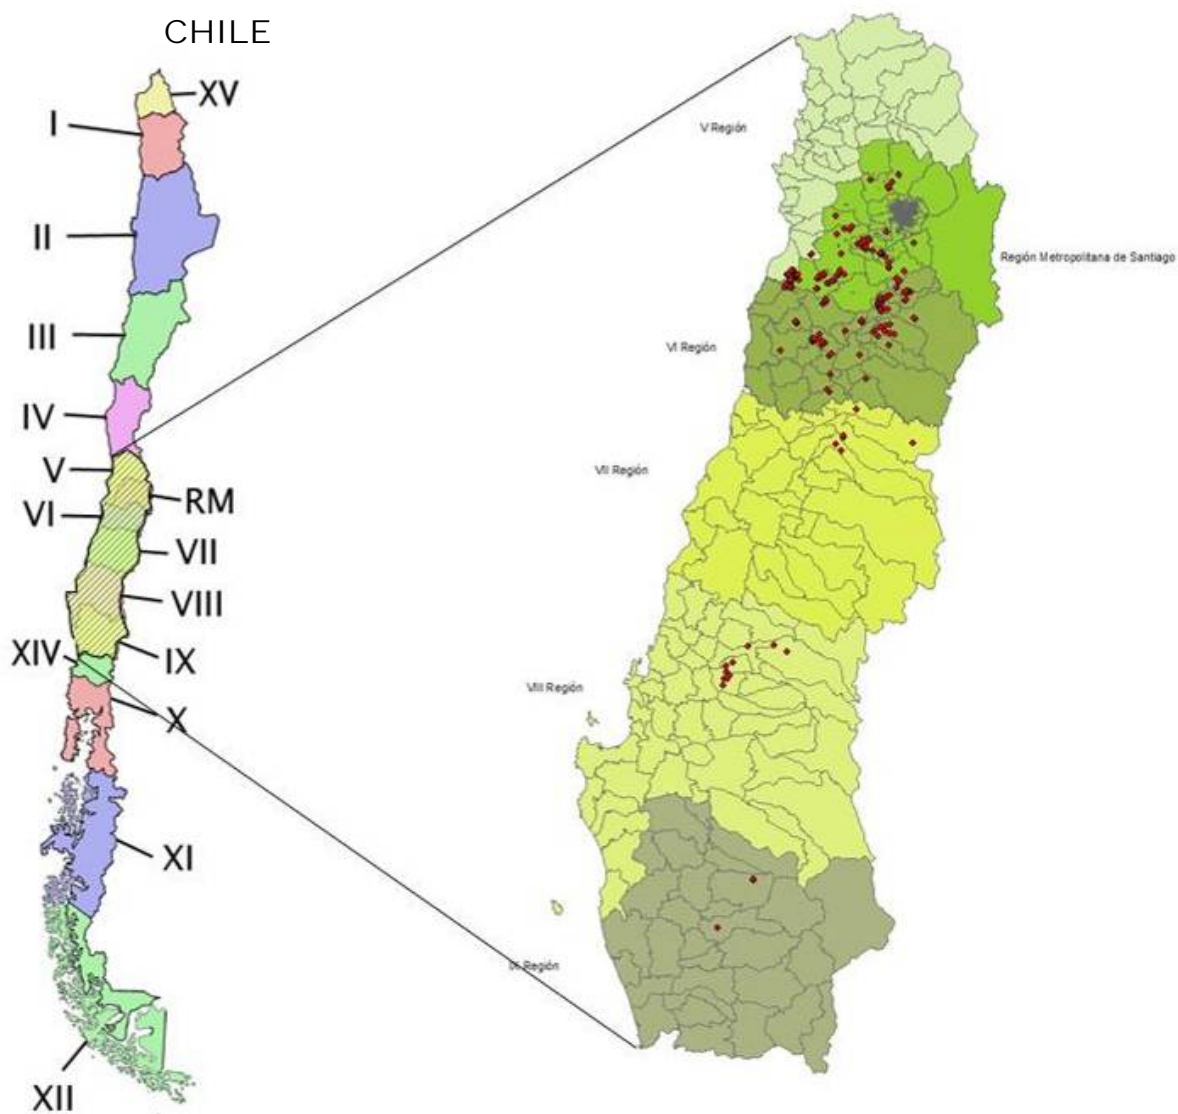 CHILE
XV
I
II
III
IV
V
VI
RM
VII
VIII
XIV
IX
X
XI
XII
V Región
Región Metropolitana de Santiago
VI Región
VII Región
VIII Región
IX Región